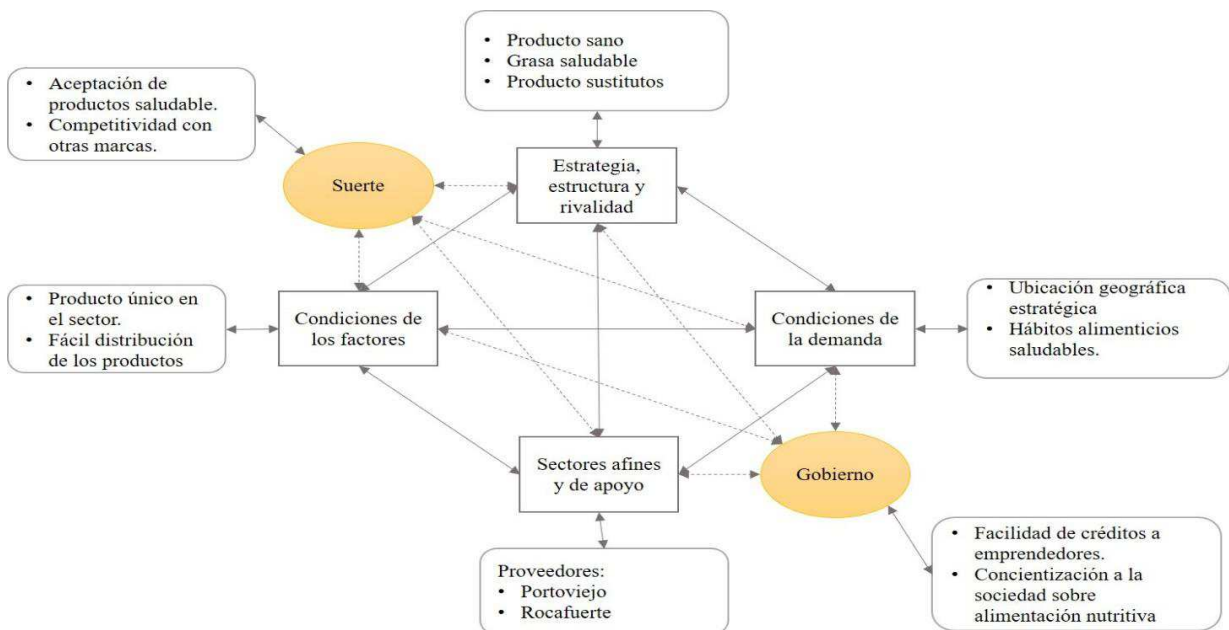 • Producto sano
• Grasa saludable
• Producto sustitutos
• Aceptación de
productos saludable.
• Competitividad con
otras marcas.
Suerte
Estrategia,
estructura y
rivalidad
• Producto único en
el sector.
• Fácil distribución
de los productos
Condiciones de
los factores
Condiciones de
la demanda
• Ubicación geográfica
estratégica
• Hábitos alimenticios
saludables.
Sectores afines
y de apoyo
Gobierno
Proveedores:
• Portoviejo
• Rocafuerte
• Facilidad de créditos a
emprendedores.
• Concientización a la
sociedad sobre
alimentación nutritiva